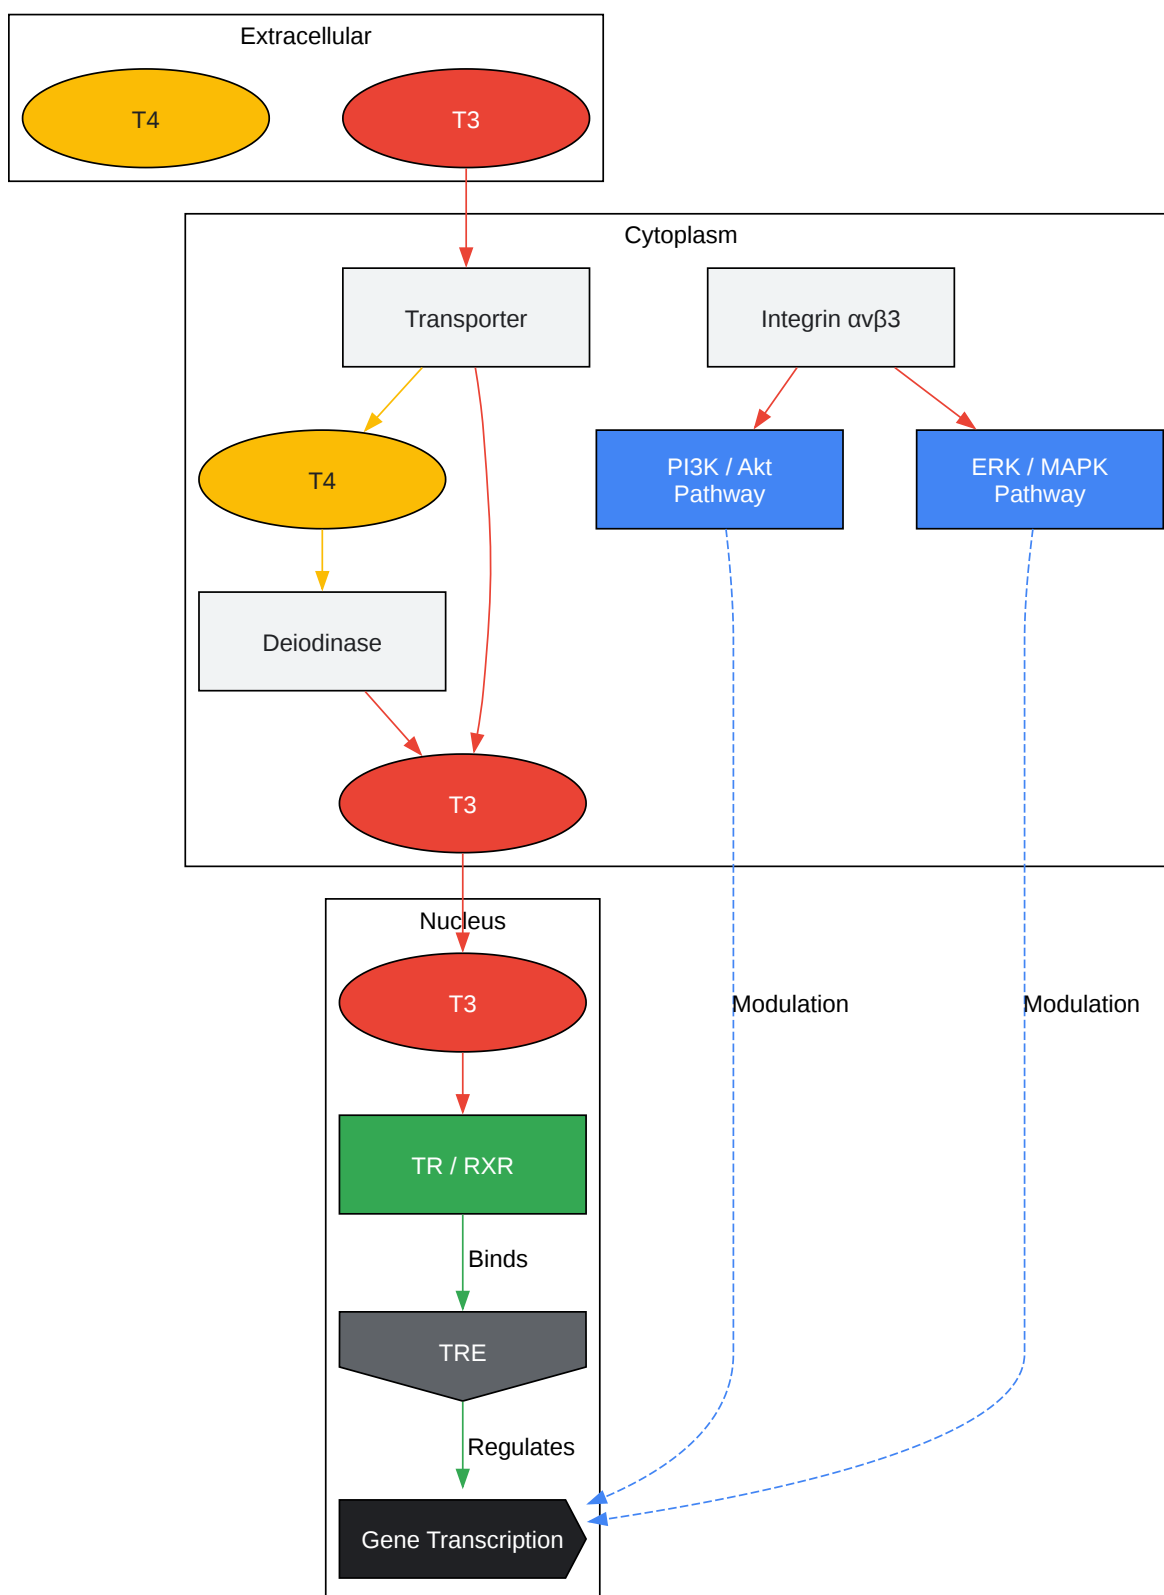 Extracellular
T4
T3
Cytoplasm
Transporter
Integrin αvβ3
T4
PI3K / Akt
Pathway
ERK / MAPK
Pathway
Deiodinase
T3
Nucleus
T3
Modulation
Modulation
TR / RXR
Binds
TRE
Regulates
Gene Transcription